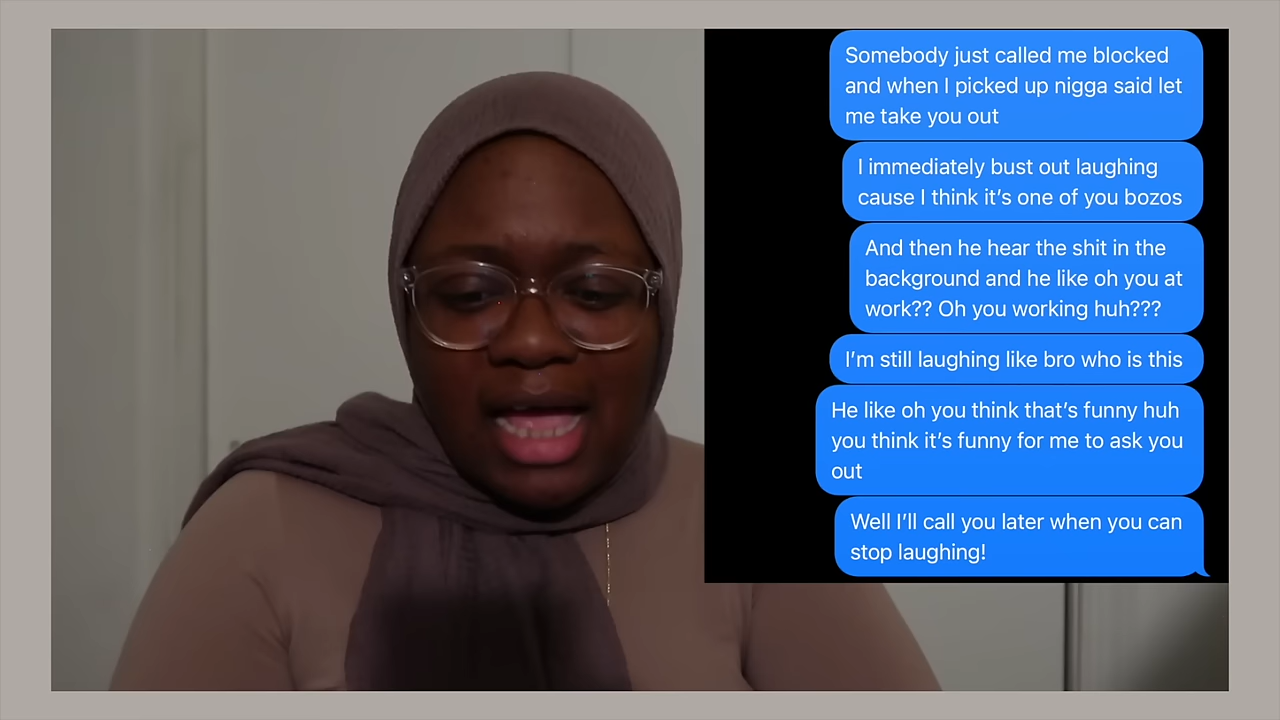 Somebody just called me blocked
and when I picked up nigga said let
me take you out
I immediately bust out laughing
cause I think it's one of you bozos
And then he hear the shit in the
background and he like oh you at
work?? Oh you working huh???
I'm still laughing like bro who is this
He like oh you think that's funny huh
you think it's funny for me to ask you
out
Well I'll call you later when you can
stop laughing!